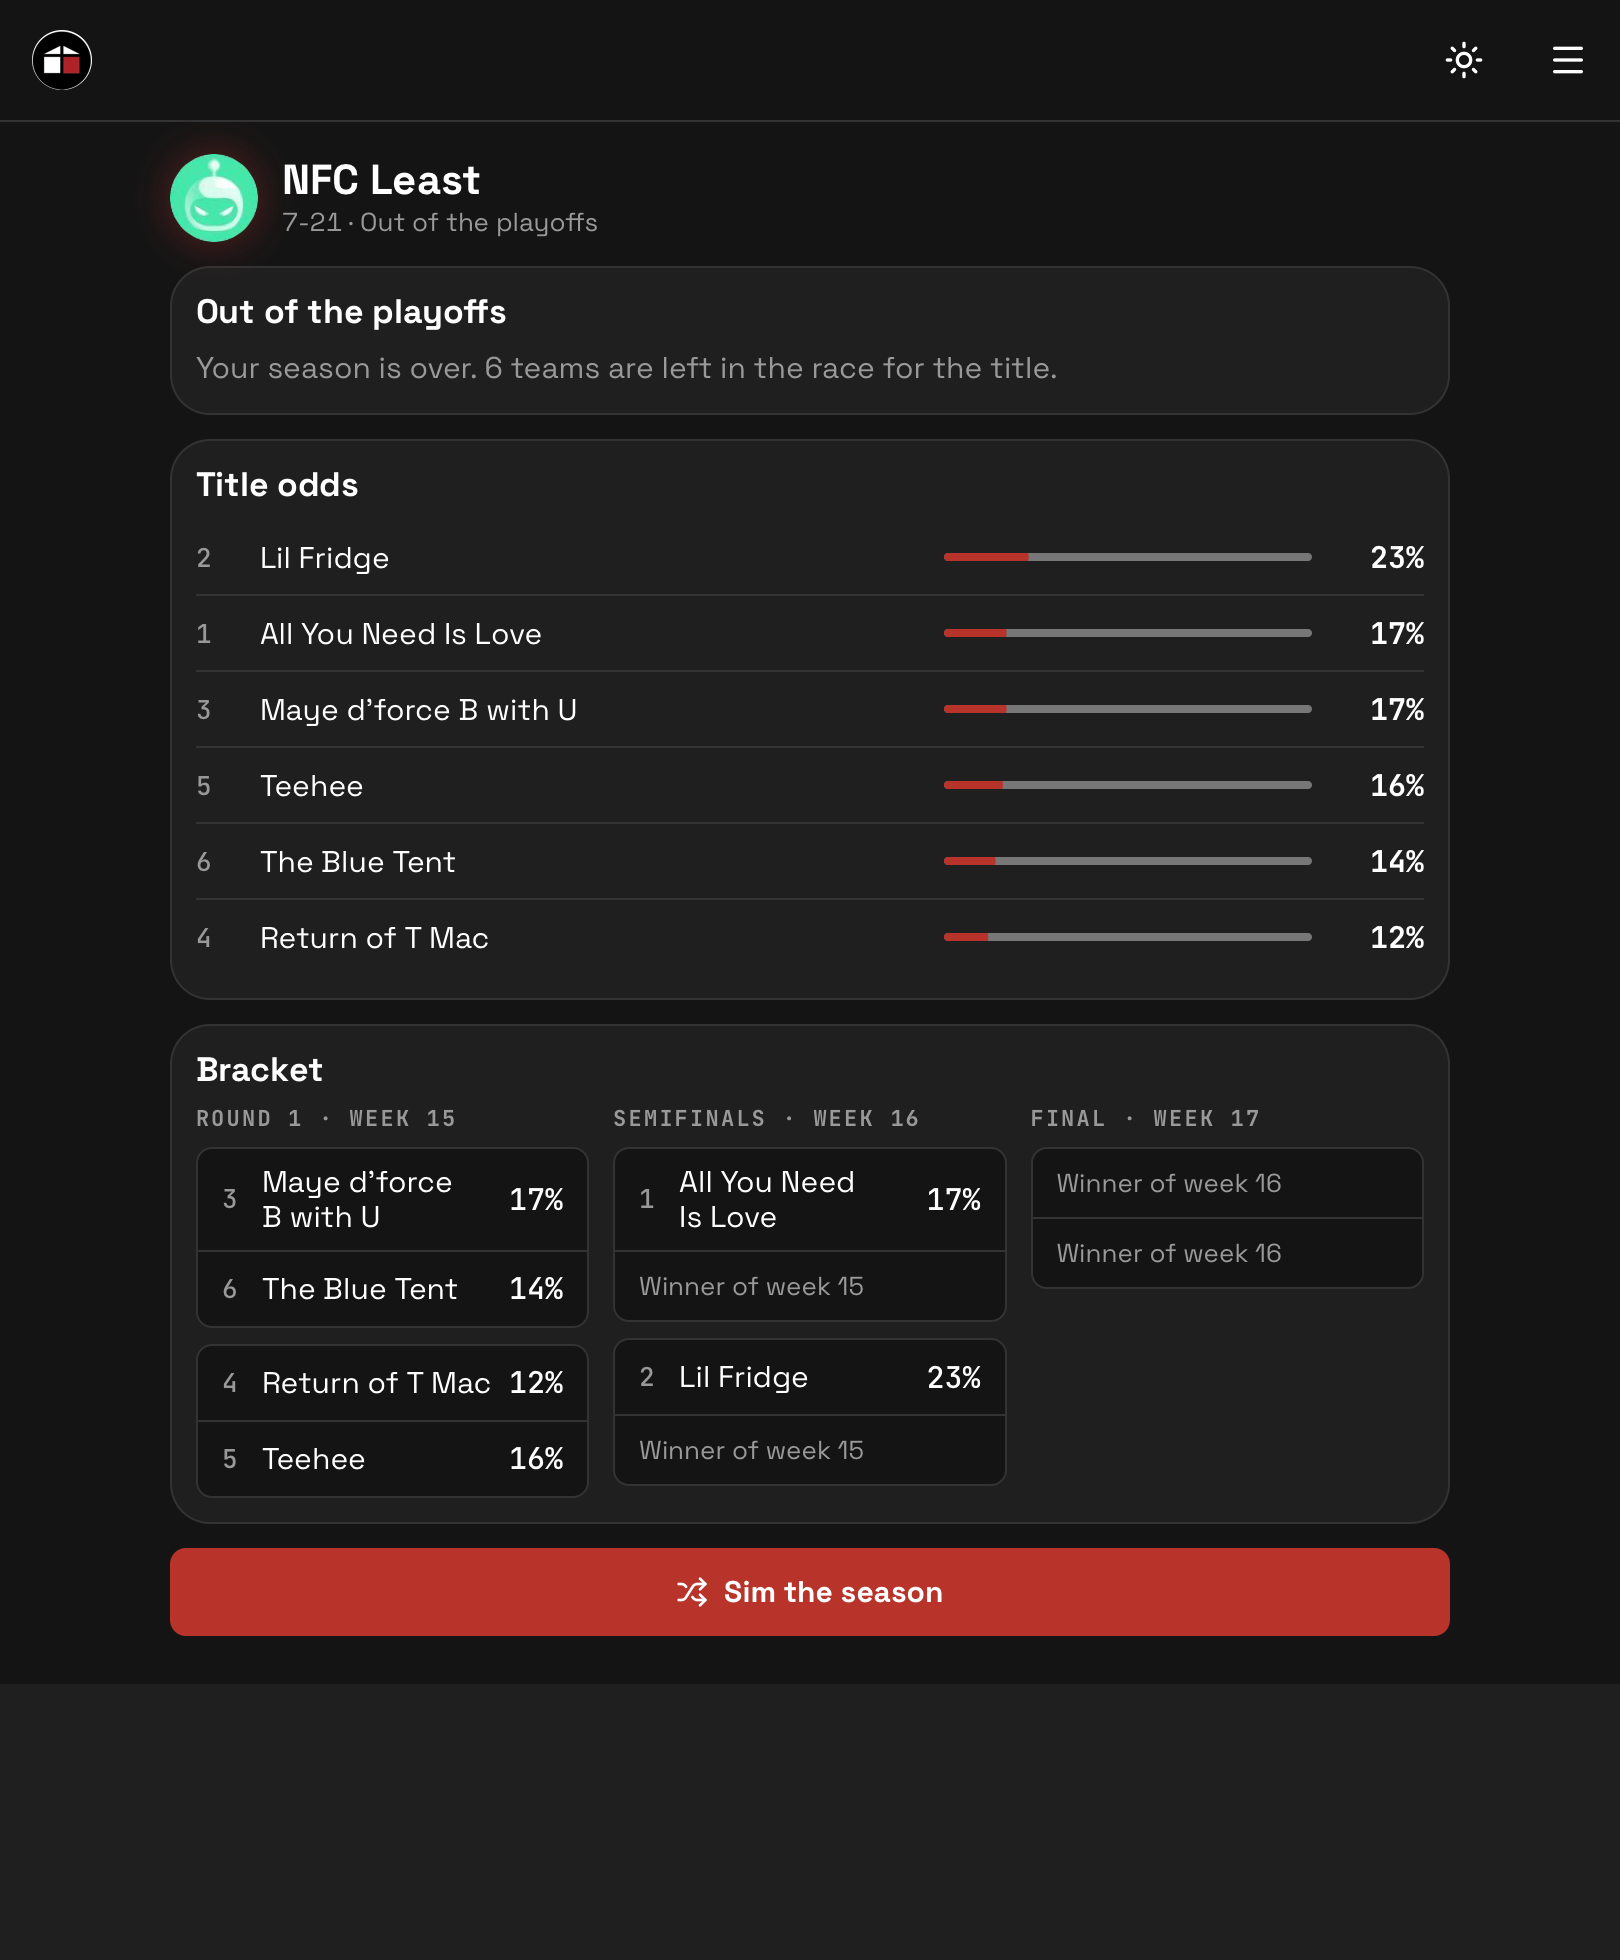 NFC Least
7-21 · Out of the playoffs
Out of the playoffs
Your season is over. 6 teams are left in the race for the title.
Title odds
2 Lil Fridge 23%
1 All You Need Is Love 17%
3 Maye d’force B with U 17%
5 Teehee 16%
6 The Blue Tent 14%
4 Return of T Mac 12%
Bracket
ROUND 1 · WEEK 15
3 Maye d’force
B with U 17%
6 The Blue Tent 14%
4 Return of T Mac 12%
5 Teehee 16%
SEMIFINALS · WEEK 16
1 All You Need
Is Love 17%
Winner of week 15
2 Lil Fridge 23%
Winner of week 15
FINAL · WEEK 17
Winner of week 16
Winner of week 16
Sim the season